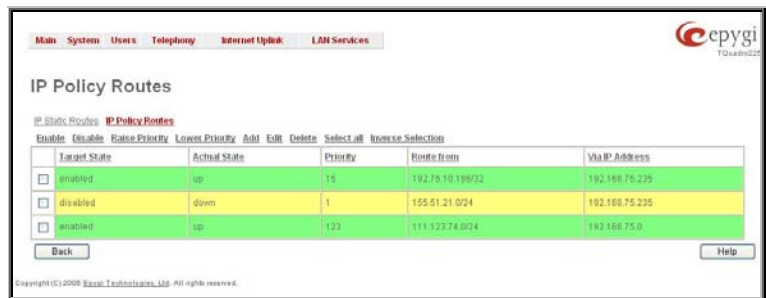 Main System Users Telephony Internet Uplink LAN Services
epygi
TQuadro225
IP Policy Routes
IP Static Routes IP Policy Routes
Enable Disable Raise Priority Lower Priority Add Edit Delete Select all Inverse Selection
Target State Actual State Priority Route from Via IP Address
enabled up 15 192.75.10.186/32 192.168.75.235
disabled down 1 155.51.21.0/24 192.168.75.235
enabled up 123 111.123.74.0/24 192.168.75.0
Back Help
Copyright (C) 2008 Epygi Technologies, Ltd. All rights reserved.